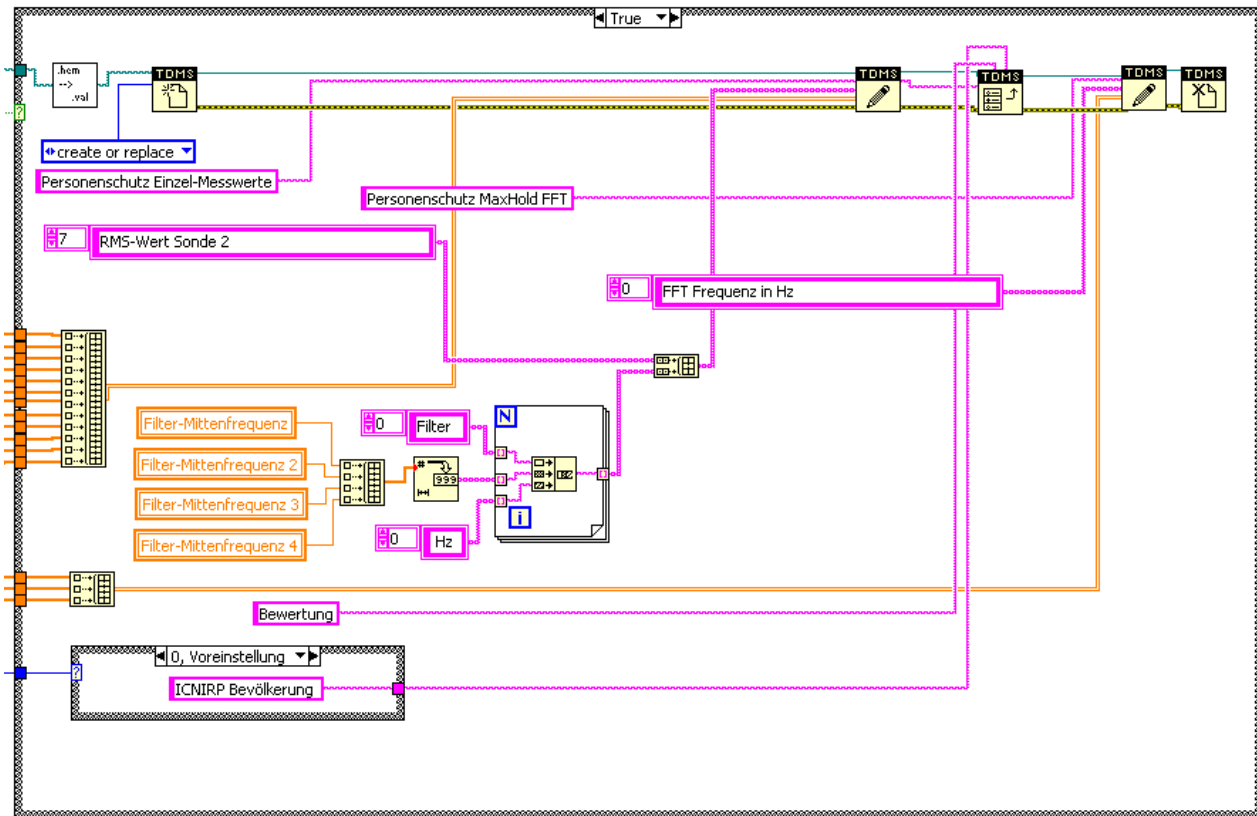 True
.hem
-->
.val
TDMS
TDMS
TDMS
TDMS
TDMS
?
create or replace
Personenschutz Einzel-Messwerte
Personenschutz MaxHold FFT
7
RMS-Wert Sonde 2
0
FFT Frequenz in Hz
Filter-Mittenfrequenz
Filter-Mittenfrequenz 2
Filter-Mittenfrequenz 3
Filter-Mittenfrequenz 4
0
Filter
N
#
999
i
0
Hz
Bewertung
0, Voreinstellung
?
ICNIRP Bevölkerung